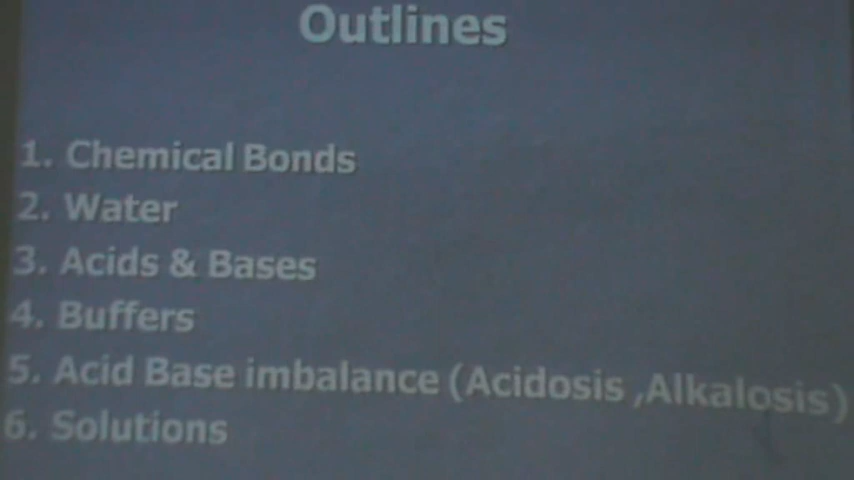 Outlines
1. Chemical Bonds
2. Water
3. Acids & Bases
4. Buffers
5. Acid Base imbalance (Acidosis ,Alkalosis)
6. Solutions